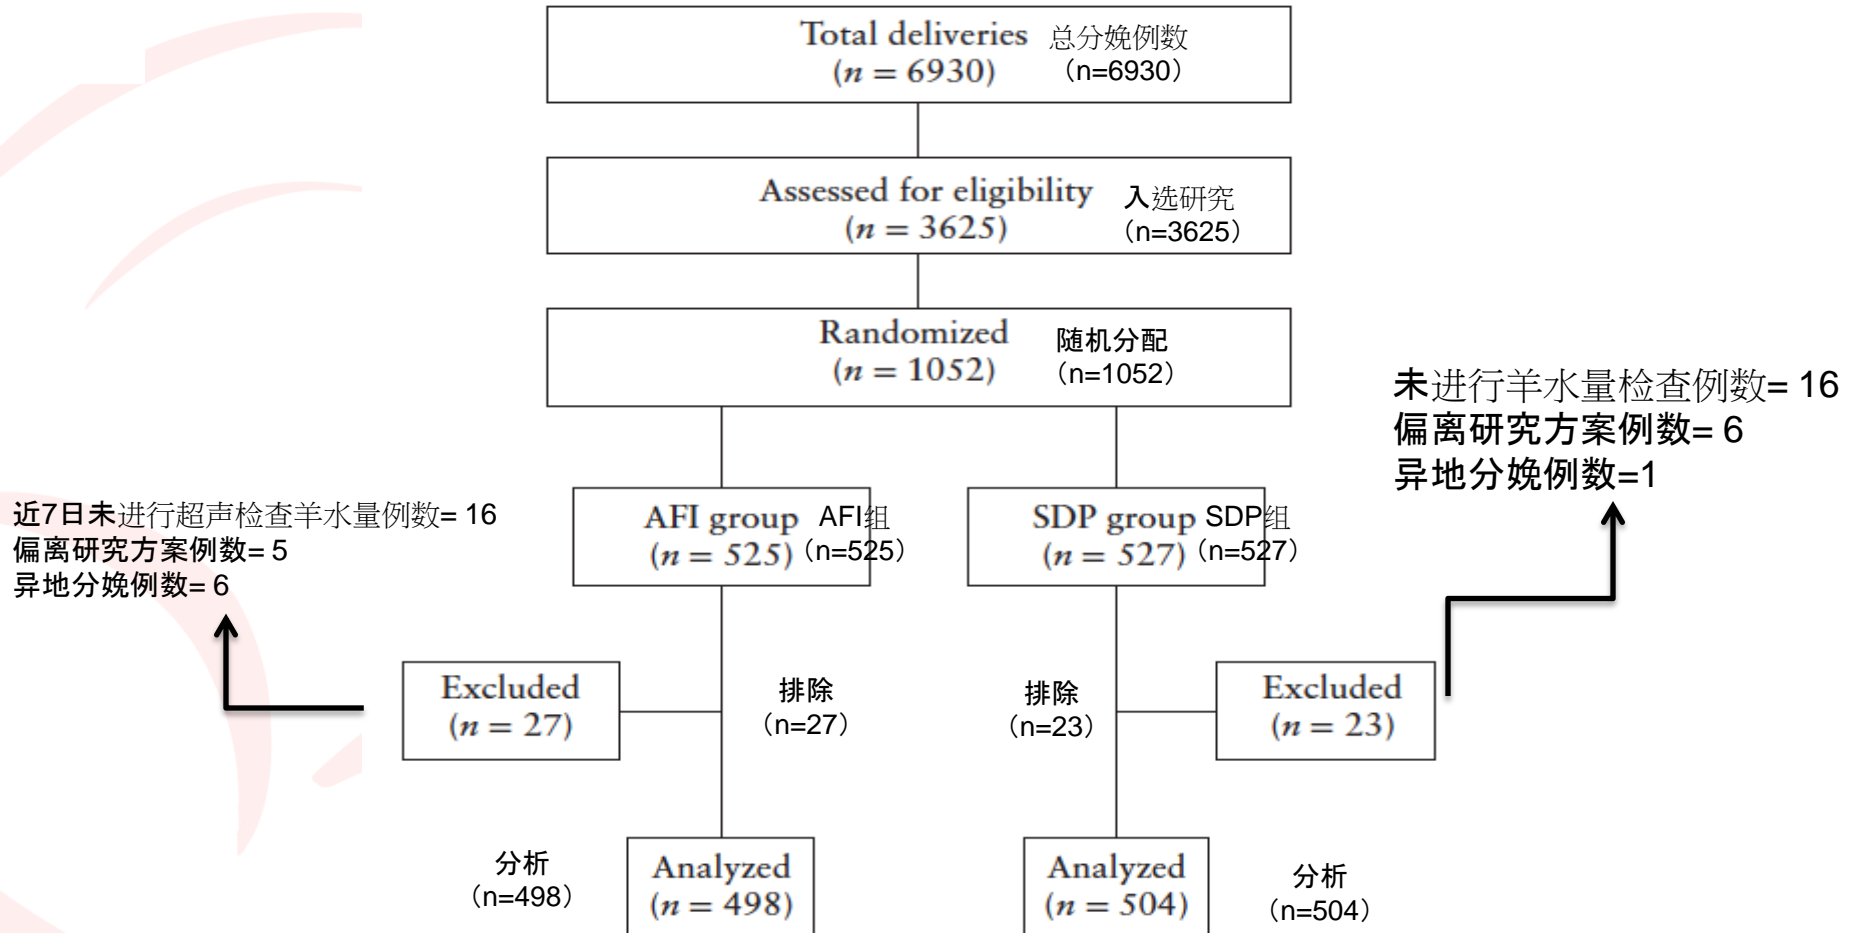 Total deliveries 总分娩例数
(n = 6930) （n=6930）
Assessed for eligibility 入选研究
(n = 3625) （n=3625）
Randomized 随机分配
(n = 1052) （n=1052）
未进行羊水量检查例数= 16
偏离研究方案例数= 6
异地分娩例数=1
近7日未进行超声检查羊水量例数= 16
偏离研究方案例数= 5
异地分娩例数= 6
AFI group AFI组
(n = 525) （n=525）
SDP group SDP组
(n = 527) （n=527）
Excluded
(n = 27)
排除
（n=27）
排除
（n=23）
Excluded
(n = 23)
分析
（n=498）
Analyzed
(n = 498)
Analyzed
(n = 504)
分析
（n=504）